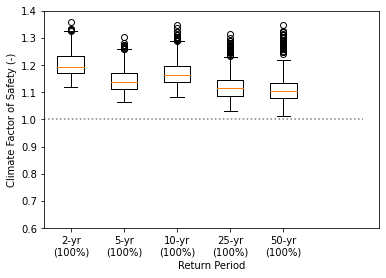 Climate Factor of Safety (-)
1.4
1.3
1.2
1.1
1.0
0.9
0.8
0.7
0.6
2-yr 5-yr 10-yr 25-yr 50-yr
(100%) (100%) (100%) (100%) (100%)
Return Period